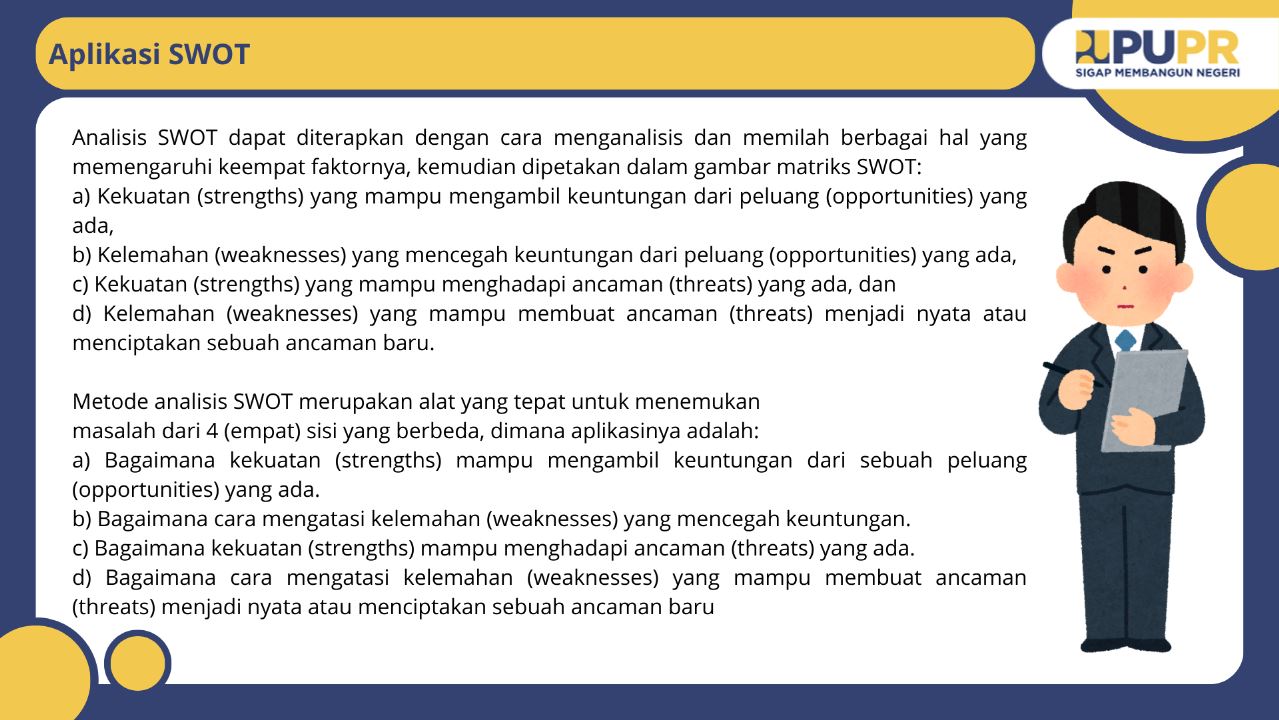 Aplikasi SWOT
PUPR
SIGAP MEMBANGUN NEGERI
Analisis SWOT dapat diterapkan dengan cara menganalisis dan memilah berbagai hal yang
memengaruhi keempat faktornya, kemudian dipetakan dalam gambar matriks SWOT:
a) Kekuatan (strengths) yang mampu mengambil keuntungan dari peluang (opportunities) yang
ada,
b) Kelemahan (weaknesses) yang mencegah keuntungan dari peluang (opportunities) yang ada,
c) Kekuatan (strengths) yang mampu menghadapi ancaman (threats) yang ada, dan
d) Kelemahan (weaknesses) yang mampu membuat ancaman (threats) menjadi nyata atau
menciptakan sebuah ancaman baru.
Metode analisis SWOT merupakan alat yang tepat untuk menemukan
masalah dari 4 (empat) sisi yang berbeda, dimana aplikasinya adalah:
a) Bagaimana kekuatan (strengths) mampu mengambil keuntungan dari sebuah peluang
(opportunities) yang ada.
b) Bagaimana cara mengatasi kelemahan (weaknesses) yang mencegah keuntungan.
c) Bagaimana kekuatan (strengths) mampu menghadapi ancaman (threats) yang ada.
d) Bagaimana cara mengatasi kelemahan (weaknesses) yang mampu membuat ancaman
(threats) menjadi nyata atau menciptakan sebuah ancaman baru